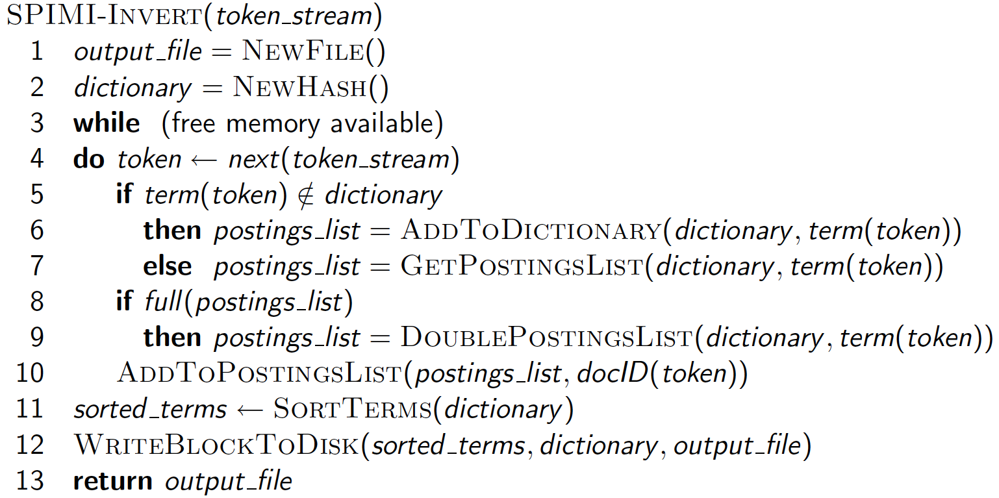 SPIMI-INVERT(token_stream)
1 output_file = NEWFILE()
2 dictionary = NEWHASH()
3 while (free memory available)
4 do token ← next(token_stream)
5 if term(token) ∉ dictionary
6 then postings_list = ADDTODICTIONARY(dictionary, term(token))
7 else postings_list = GETPOSTINGSLIST(dictionary, term(token))
8 if full(postings_list)
9 then postings_list = DOUBLEPOSTINGSLIST(dictionary, term(token))
10 ADDTOPOSTINGSLIST(postings_list, docID(token))
11 sorted_terms ← SORTTERMS(dictionary)
12 WRITEBLOCKTODISK(sorted_terms, dictionary, output_file)
13 return output_file